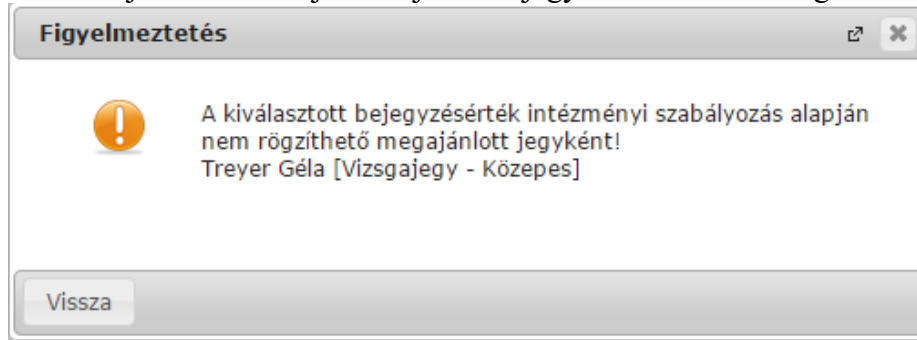 Figyelmeztetés
A kiválasztott bejegyzésérték intézményi szabályozás alapján
nem rögzíthető megajánlott jegyként!
Treyer Géla [Vizsgajegy - Közepes]
Vissza